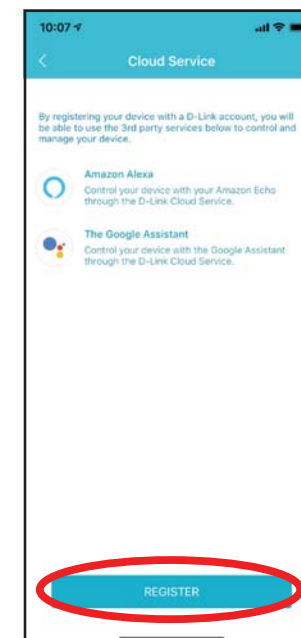 10:07
Cloud Service
By registering your device with a D-Link account, you will
be able to use the 3rd party services below to control and
manage your device.
Amazon Alexa
Control your device with your Amazon Echo
through the D-Link Cloud Service.
The Google Assistant
Control your device with the Google Assistant
through the D-Link Cloud Service.
REGISTER